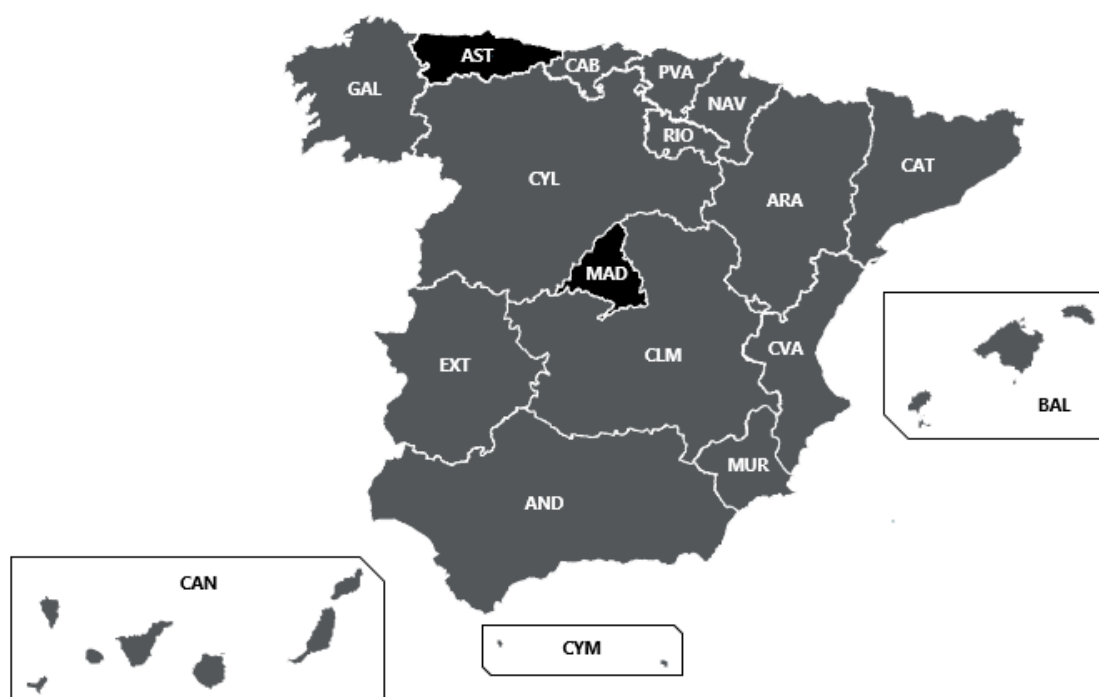 AST
CAB
PVA
GAL
NAV
RIO
CAT
CYL
ARA
MAD
CVA
CLM
EXT
BAL
MUR
AND
CAN
CYM